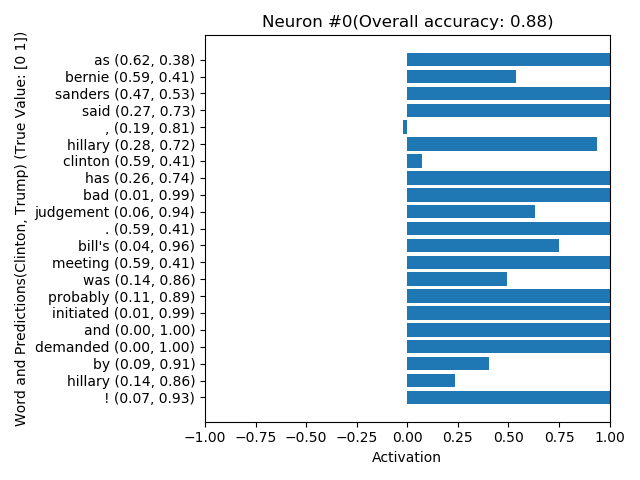 Neuron #0(Overall accuracy: 0.88)
Word and Predictions(Clinton, Trump) (True Value: [0 1])
as (0.62, 0.38)
bernie (0.59, 0.41)
sanders (0.47, 0.53)
said (0.27, 0.73)
, (0.19, 0.81)
hillary (0.28, 0.72)
clinton (0.59, 0.41)
has (0.26, 0.74)
bad (0.01, 0.99)
judgement (0.06, 0.94)
. (0.59, 0.41)
bill's (0.04, 0.96)
meeting (0.59, 0.41)
was (0.14, 0.86)
probably (0.11, 0.89)
initiated (0.01, 0.99)
and (0.00, 1.00)
demanded (0.00, 1.00)
by (0.09, 0.91)
hillary (0.14, 0.86)
! (0.07, 0.93)
−1.00 −0.75 −0.50 −0.25 0.00 0.25 0.50 0.75 1.00
Activation